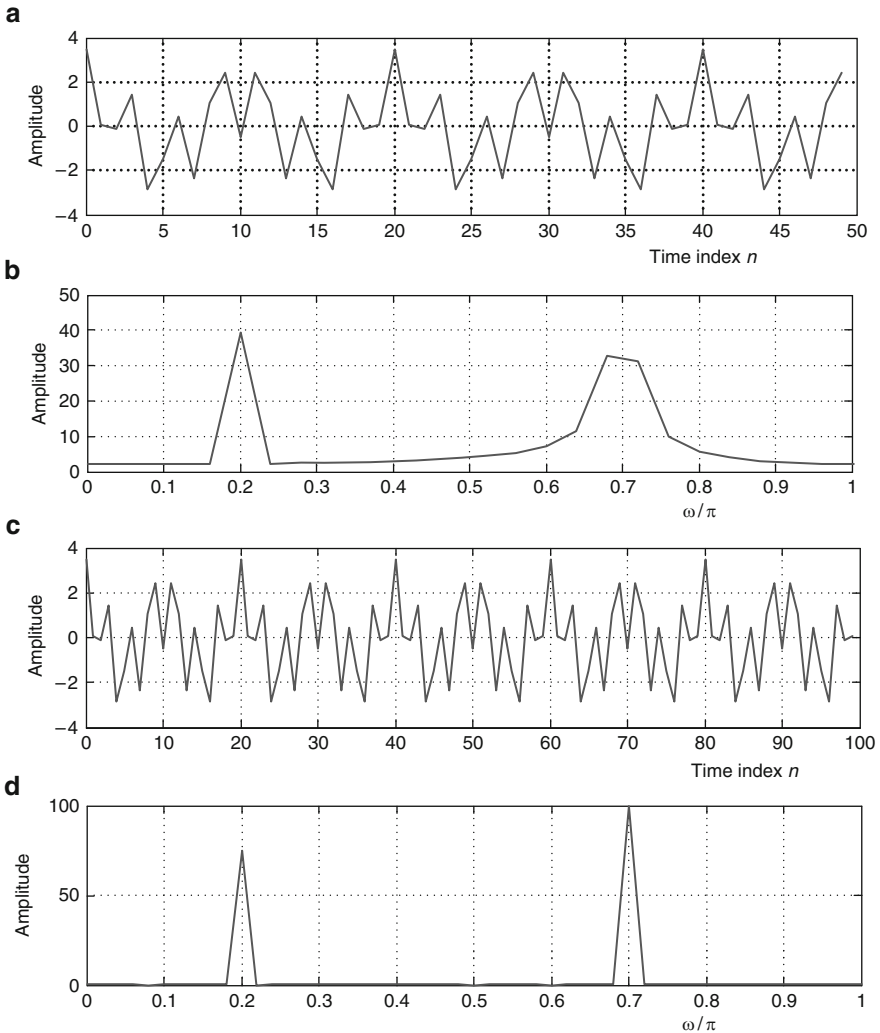 a
4
2
0
−2
−4
Amplitude
0 5 10 15 20 25 30 35 40 45 50
Time index n
b
50
40
30
20
10
0
Amplitude
0 0.1 0.2 0.3 0.4 0.5 0.6 0.7 0.8 0.9 1
ω/π
c
4
2
0
−2
−4
Amplitude
0 10 20 30 40 50 60 70 80 90 100
Time index n
d
100
50
0
Amplitude
0 0.1 0.2 0.3 0.4 0.5 0.6 0.7 0.8 0.9 1
ω/π